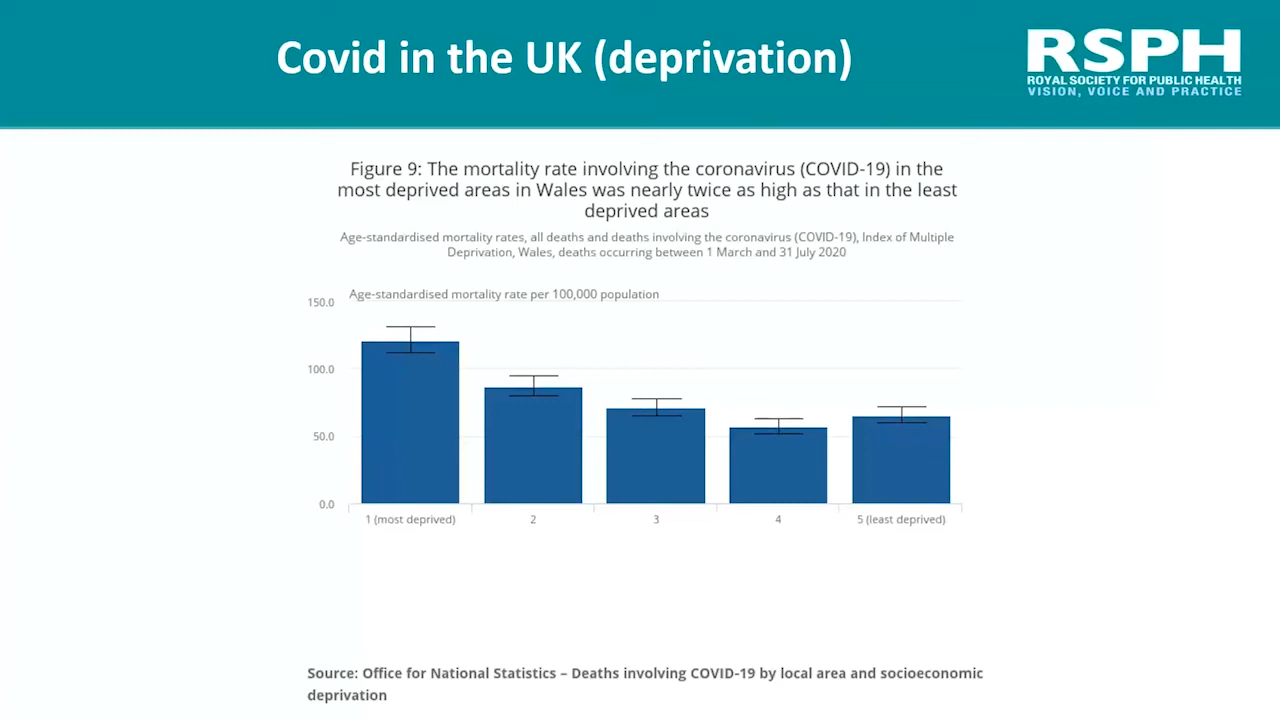 Covid in the UK (deprivation)
RSPH
ROYAL SOCIETY FOR PUBLIC HEALTH
VISION, VOICE AND PRACTICE
Figure 9: The mortality rate involving the coronavirus (COVID-19) in the
most deprived areas in Wales was nearly twice as high as that in the least
deprived areas
Age-standardised mortality rates, all deaths and deaths involving the coronavirus (COVID-19), Index of Multiple
Deprivation, Wales, deaths occurring between 1 March and 31 July 2020
Age-standardised mortality rate per 100,000 population
150.0
100.0
50.0
0.0
1 (most deprived)
2
3
4
5 (least deprived)
Source: Office for National Statistics – Deaths involving COVID-19 by local area and socioeconomic
deprivation